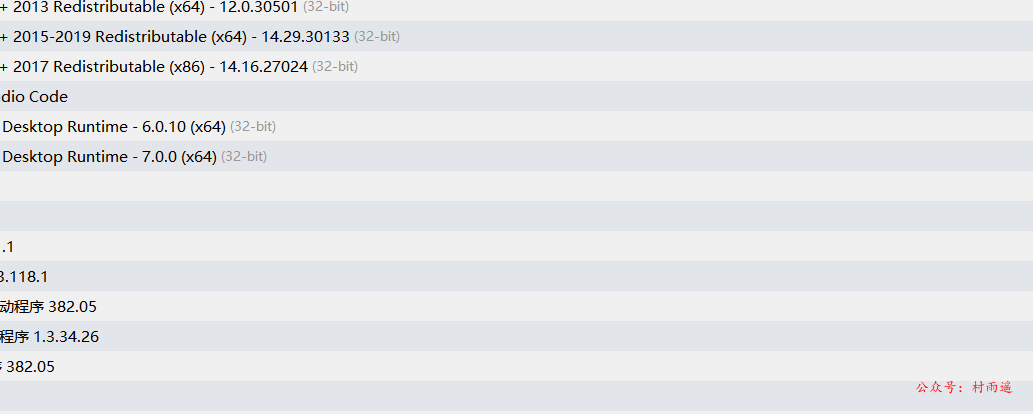 + 2013 Redistributable (x64) - 12.0.30501 (32-bit)
+ 2015-2019 Redistributable (x64) - 14.29.30133 (32-bit)
+ 2017 Redistributable (x86) - 14.16.27024 (32-bit)
dio Code
Desktop Runtime - 6.0.10 (x64) (32-bit)
Desktop Runtime - 7.0.0 (x64) (32-bit)
.1
3.118.1
动程序 382.05
程序 1.3.34.26
382.05
公众号：村雨遥